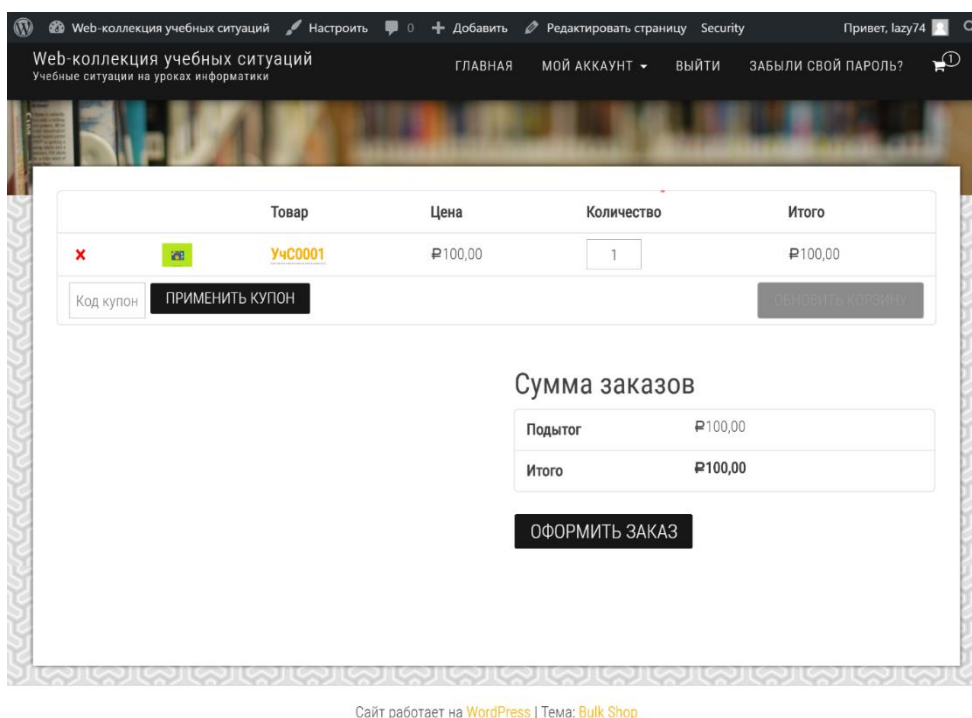 Web-коллекция учебных ситуаций Настроить 0 Добавить Редактировать страницу Security Привет, lazy74
Web-коллекция учебных ситуаций
Учебные ситуации на уроках информатики
ГЛАВНАЯ МОЙ АККАУНТ ВЫЙТИ ЗАБЫЛИ СВОЙ ПАРОЛЬ? 1
Товар Цена Количество Итого
УчС0001 ₽100,00 1 ₽100,00
Код купон ПРИМЕНИТЬ КУПОН ОБНОВИТЬ КОРЗИНУ
Сумма заказов
Подытог ₽100,00
Итого ₽100,00
ОФОРМИТЬ ЗАКАЗ
Сайт работает на WordPress | Тема: Bulk Shop